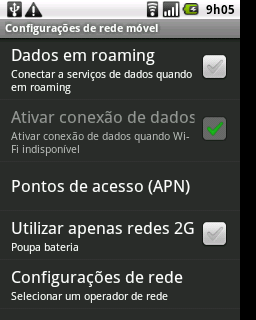 9h05
Configurações de rede móvel
Dados em roaming
Conectar a serviços de dados quando
em roaming
Ativar conexão de dados
Ativar conexão de dados quando Wi-
Fi indisponível
Pontos de acesso (APN)
Utilizar apenas redes 2G
Poupa bateria
Configurações de rede
Selecionar um operador de rede